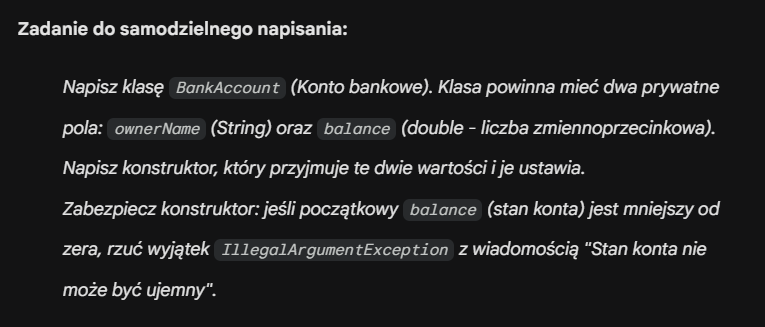 Zadanie do samodzielnego napisania:
Napisz klasę BankAccount (Konto bankowe). Klasa powinna mieć dwa prywatne
pola: ownerName (String) oraz balance (double - liczba zmiennoprzecinkowa).
Napisz konstruktor, który przyjmuje te dwie wartości i je ustawia.
Zabezpiecz konstruktor: jeśli początkowy balance (stan konta) jest mniejszy od
zera, rzuć wyjątek IllegalArgumentException z wiadomością "Stan konta nie
może być ujemny".